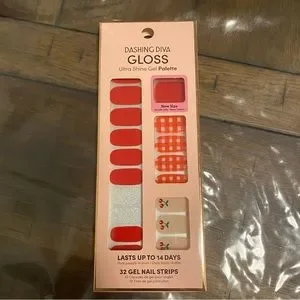 DASHING DIVA
GLOSS
Ultra Shine Gel Palette
New Size
LASTS UP TO 14 DAYS
32 GEL NAIL STRIPS